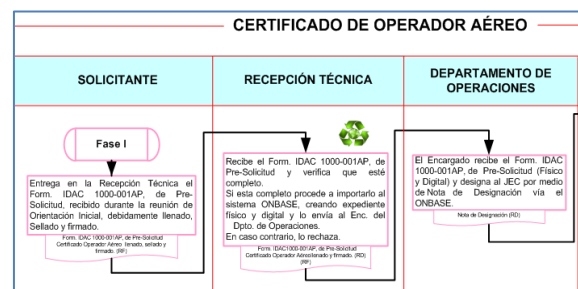 CERTIFICADO DE OPERADOR AÉREO
SOLICITANTE
RECEPCIÓN TÉCNICA
DEPARTAMENTO DE
OPERACIONES
Fase I
Entrega en la Recepción Técnica el
Form. IDAC 1000-001AP, de Pre-
Solicitud, recibido durante la reunión de
Orientación Inicial, debidamente llenado,
Sellado y firmado.
Form. IDAC 1000-001AP, de Pre-Solicitud
Certificado Operador Aéreo llenado, sellado y
firmado. (RF)
Recibe el Form. IDAC 1000-001AP, de
Pre-Solicitud y verifica que esté
completo.
Si esta completo procede a importarlo al
sistema ONBASE, creando expediente
físico y digital y lo envía al Enc. del
Dpto. de Operaciones.
En caso contrario, lo rechaza.
Form. IDAC1000-001AP, de Pre-Solicitud
Certificado Operador Aéreo llenado y firmado. (RD)
(RF)
El Encargado recibe el Form. IDAC
1000-001AP, de Pre-Solicitud (Físico
y Digital) y designa al JEC por medio
de Nota de Designación vía el
ONBASE.
Nota de Designación (RD)